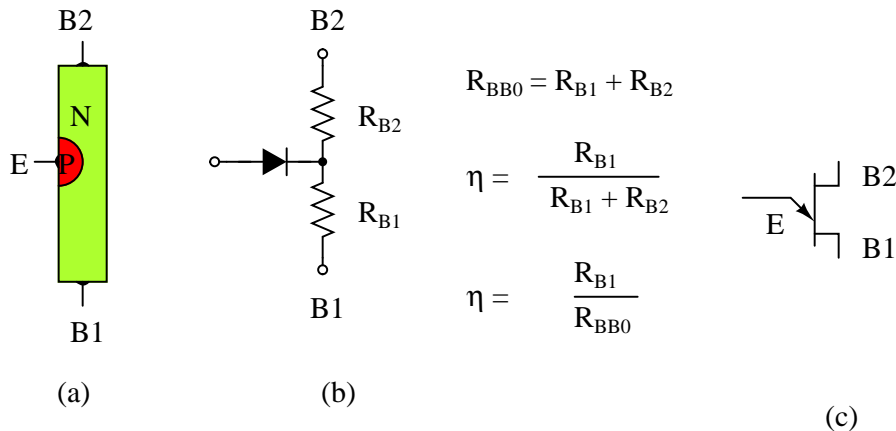 B2
N
E P
B1
(a)
B2
R_B2
R_B1
B1
(b)
R_BB0 = R_B1 + R_B2
η = R_B1
R_B1 + R_B2
η = R_B1
R_BB0
B2
E
B1
(c)